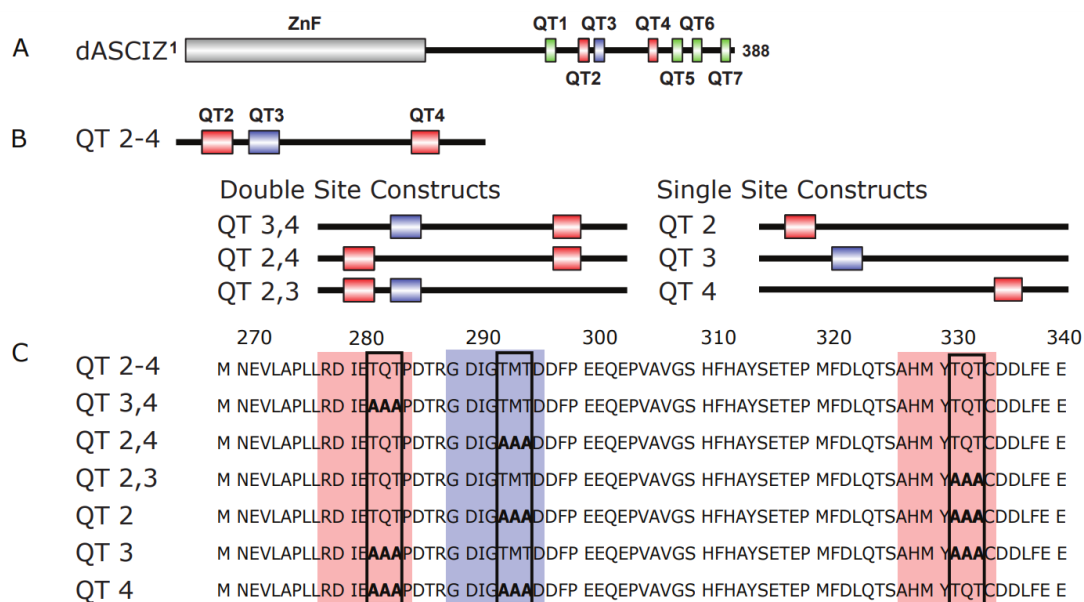 ZnF QT1 QT3 QT4 QT6
A dASCIZ¹ 388
QT2 QT5 QT7
QT2 QT3 QT4
B QT 2-4
Double Site Constructs Single Site Constructs
QT 3,4 QT 2
QT 2,4 QT 3
QT 2,3 QT 4
270 280 290 300 310 320 330 340
C QT 2-4 M NEVLAPLLRD IETQTPDTRG DIGTMTDDFP EEQEPVAVGS HFHAYSETEP MFDLQTSAHM YTQTCDDLFE E
QT 3,4 M NEVLAPLLRD IEAAAPDTRG DIGTMTDDFP EEQEPVAVGS HFHAYSETEP MFDLQTSAHM YTQTCDDLFE E
QT 2,4 M NEVLAPLLRD IETQTPDTRG DIGAAADDFP EEQEPVAVGS HFHAYSETEP MFDLQTSAHM YTQTCDDLFE E
QT 2,3 M NEVLAPLLRD IETQTPDTRG DIGTMTDDFP EEQEPVAVGS HFHAYSETEP MFDLQTSAHM YAAACDDLFE E
QT 2 M NEVLAPLLRD IETQTPDTRG DIGAAADDFP EEQEPVAVGS HFHAYSETEP MFDLQTSAHM YAAACDDLFE E
QT 3 M NEVLAPLLRD IEAAAPDTRG DIGTMTDDFP EEQEPVAVGS HFHAYSETEP MFDLQTSAHM YAAACDDLFE E
QT 4 M NEVLAPLLRD IEAAAPDTRG DIGAAADDFP EEQEPVAVGS HFHAYSETEP MFDLQTSAHM YTQTCDDLFE E